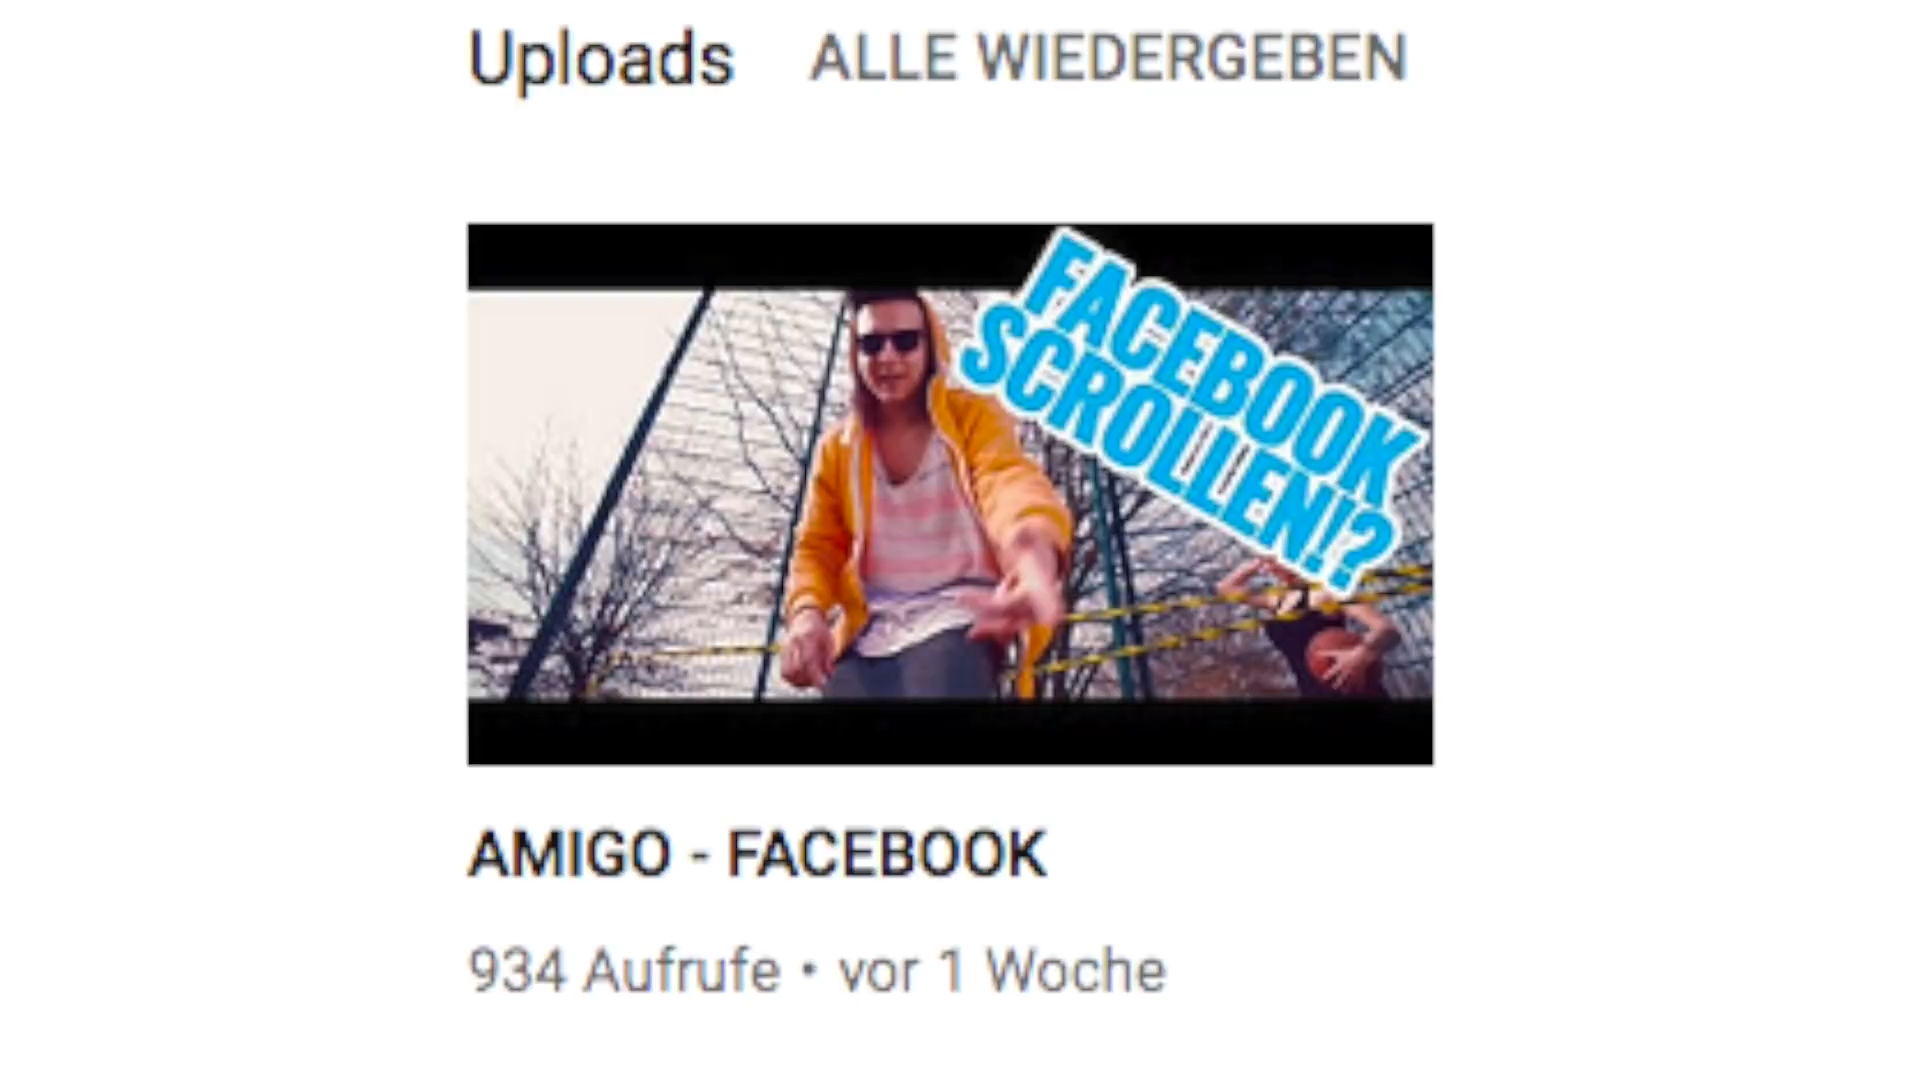 Uploads ALLE WIEDERGEBEN
FACEBOOK
SCROLLEN!?
AMIGO - FACEBOOK
934 Aufrufe • vor 1 Woche